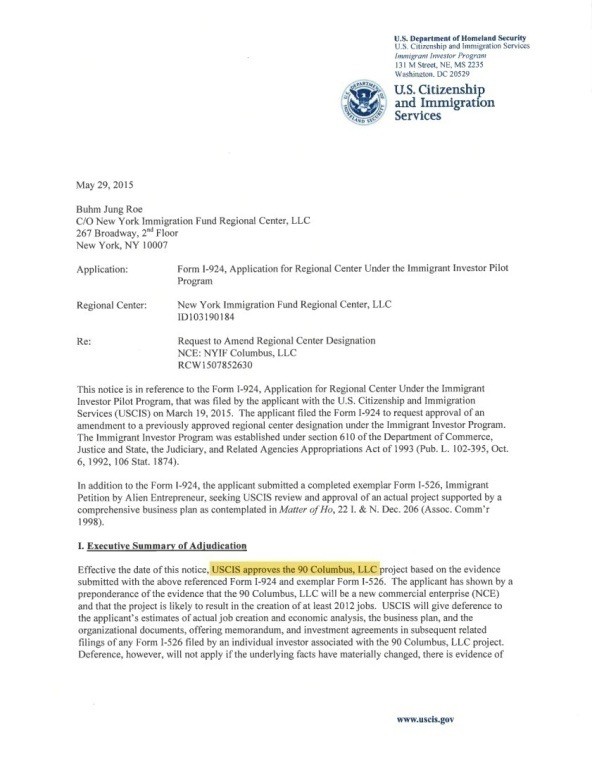 U.S. Department of Homeland Security
U.S. Citizenship and Immigration Services
Immigrant Investor Program
131 M Street, NE, MS 2235
Washington, DC 20529
U.S. Citizenship
and Immigration
Services
May 29, 2015
Buhm Jung Roe
C/O New York Immigration Fund Regional Center, LLC
267 Broadway, 2nd Floor
New York, NY 10007
Application: Form I-924, Application for Regional Center Under the Immigrant Investor Pilot
Program
Regional Center: New York Immigration Fund Regional Center, LLC
ID103190184
Re: Request to Amend Regional Center Designation
NCE: NYIF Columbus, LLC
RCW1507852630
This notice is in reference to the Form I-924, Application for Regional Center Under the Immigrant
Investor Pilot Program, that was filed by the applicant with the U.S. Citizenship and Immigration
Services (USCIS) on March 19, 2015. The applicant filed the Form I-924 to request approval of an
amendment to a previously approved regional center designation under the Immigrant Investor Program.
The Immigrant Investor Program was established under section 610 of the Department of Commerce,
Justice and State, the Judiciary, and Related Agencies Appropriations Act of 1993 (Pub. L. 102-395, Oct.
6, 1992, 106 Stat. 1874).
In addition to the Form I-924, the applicant submitted a completed exemplar Form I-526, Immigrant
Petition by Alien Entrepreneur, seeking USCIS review and approval of an actual project supported by a
comprehensive business plan as contemplated in Matter of Ho, 22 I. & N. Dec. 206 (Assoc. Comm'r
1998).
I. Executive Summary of Adjudication
Effective the date of this notice, USCIS approves the 90 Columbus, LLC project based on the evidence
submitted with the above referenced Form I-924 and exemplar Form I-526. The applicant has shown by a
preponderance of the evidence that the 90 Columbus, LLC will be a new commercial enterprise (NCE)
and that the project is likely to result in the creation of at least 2012 jobs. USCIS will give deference to
the applicant's estimates of actual job creation and economic analysis, the business plan, and the
organizational documents, offering memorandum, and investment agreements in subsequent related
filings of any Form I-526 filed by an individual investor associated with the 90 Columbus, LLC project.
Deference, however, will not apply if the underlying facts have materially changed, there is evidence of
www.uscis.gov